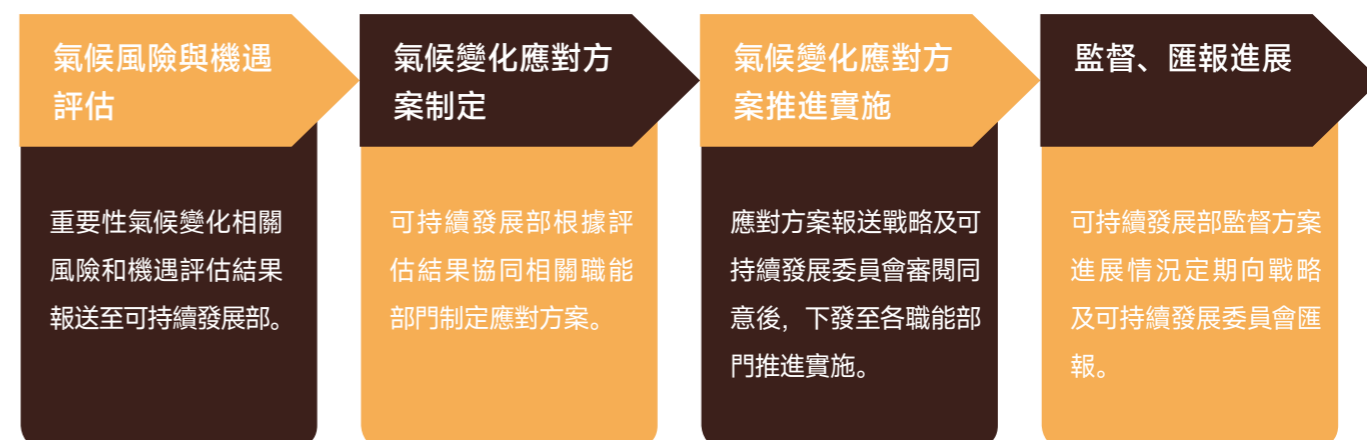 氣候風險與機遇
評估
重要性氣候變化相關
風險和機遇評估結果
報送至可持續發展部。
氣候變化應對方
案制定
可持續發展部根據評
估結果協同相關職能
部門制定應對方案。
氣候變化應對方
案推進實施
應對方案報送戰略及可
持續發展委員會審閱同
意後，下發至各職能部
門推進實施。
監督、匯報進展
可持續發展部監督方案
進展情況定期向戰略
及可持續發展委員會匯
報。